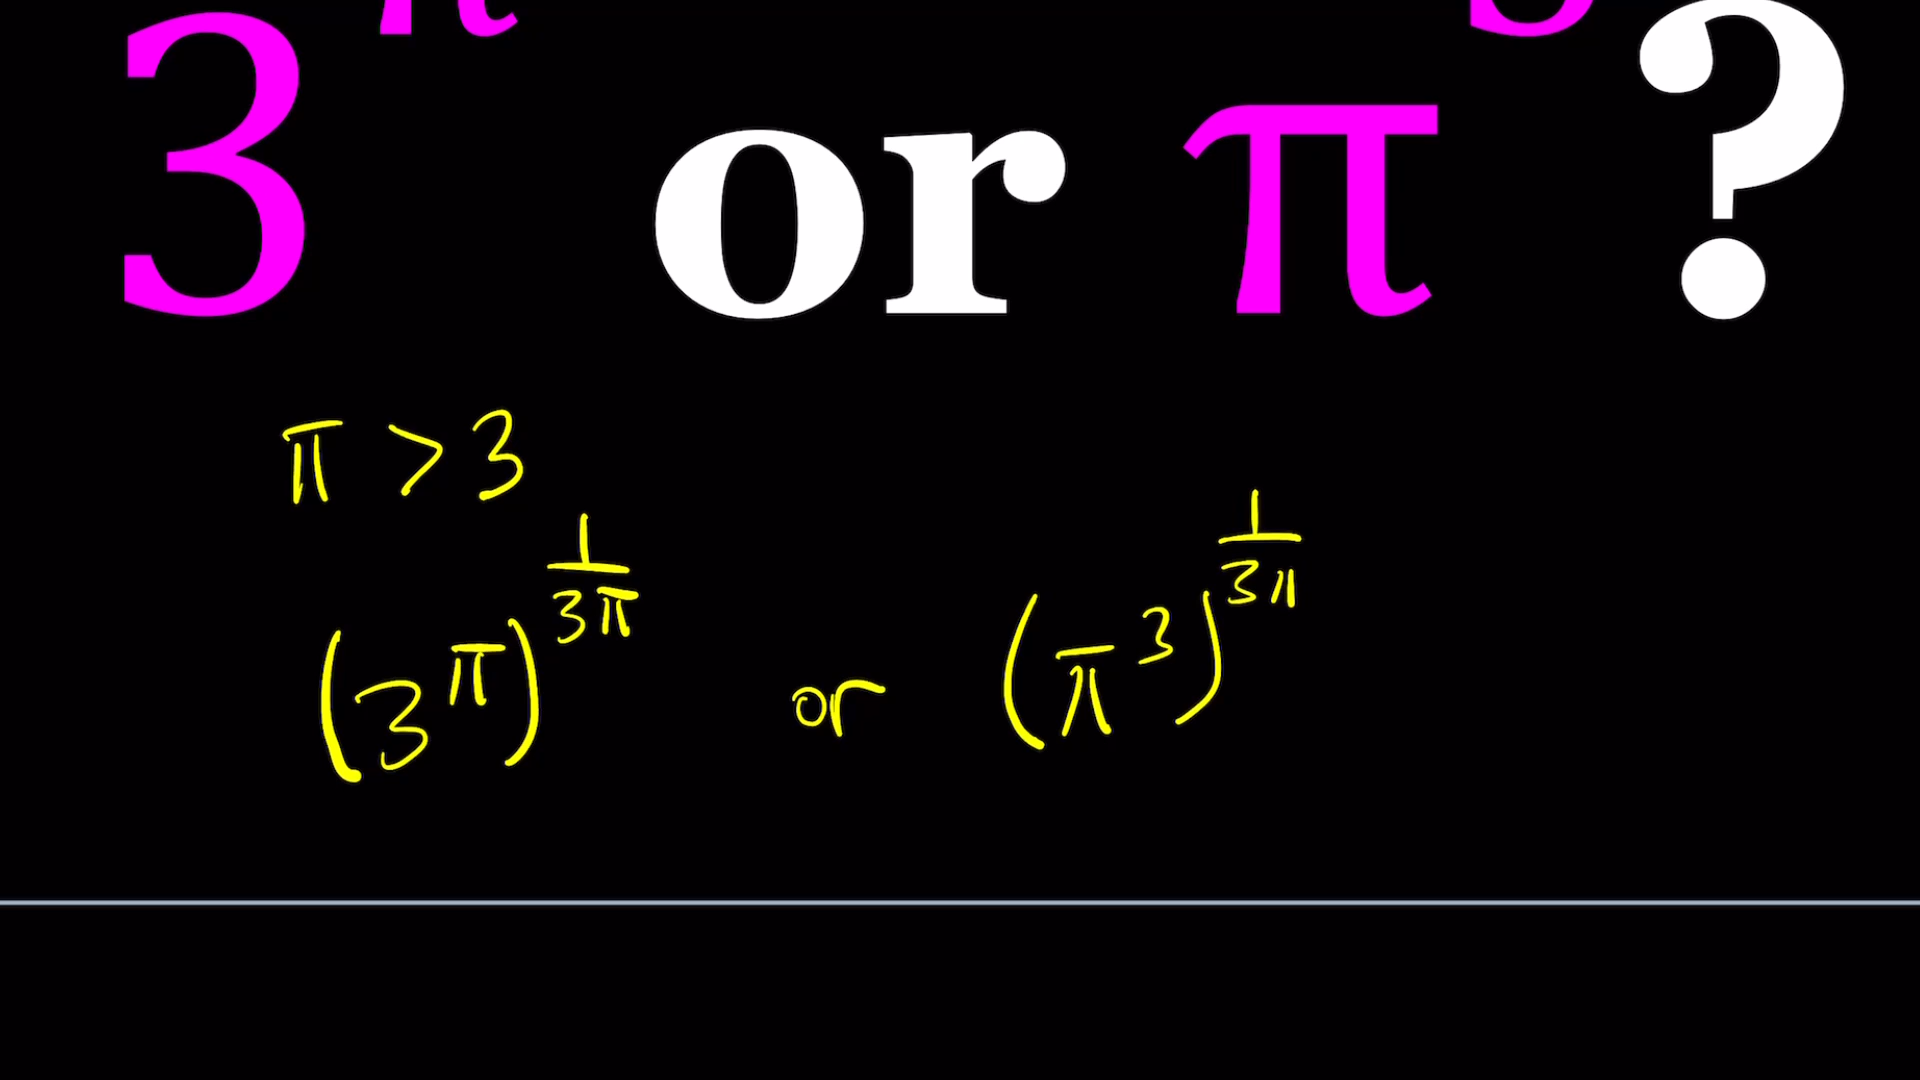 3^π or π^3 ?
π > 3
(3^π)^(1/3π) or (π^3)^(1/3π)